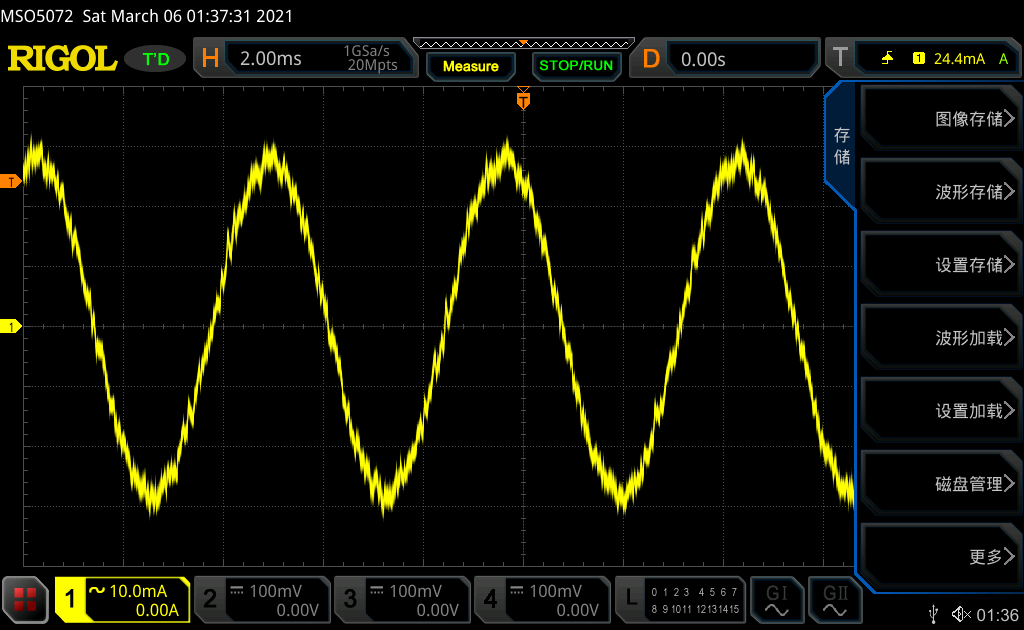 MSO5072 Sat March 06 01:37:31 2021
RIGOL T'D H 2.00ms 1GSa/s 20Mpts Measure STOP/RUN D 0.00s T 1 24.4mA A
T
T
1
存储
图像存储
波形存储
设置存储
波形加载
设置加载
磁盘管理
更多
1 10.0mA 0.00A 2 100mV 0.00V 3 100mV 0.00V 4 100mV 0.00V L 0 1 2 3 4 5 6 7 8 9 10 11 12 13 14 15 GI GII
01:36